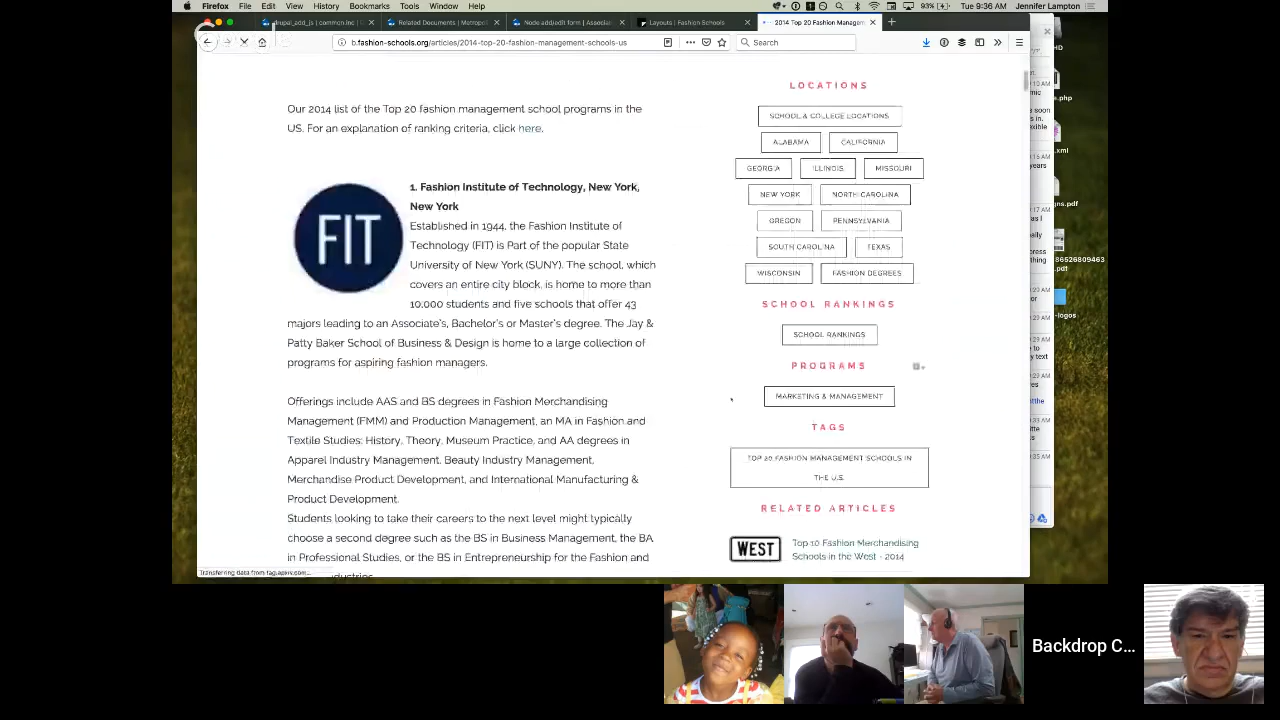 Firefox File Edit View History Bookmarks Tools Window Help
93% Tue 9:36 AM Jennifer Lampton
drupal_add_js | common.inc | D
Related Documents | Metropol
Node add/edit form | Associat
Layouts | Fashion Schools
2014 Top 20 Fashion Managem
b.fashion-schools.org/articles/2014-top-20-fashion-management-schools-us
Search
Our 2014 list of the Top 20 fashion management school programs in the
US. For an explanation of ranking criteria, click here.
FIT
1. Fashion Institute of Technology, New York,
New York
Established in 1944, the Fashion Institute of
Technology (FIT) is Part of the popular State
University of New York (SUNY). The school, which
covers an entire city block, is home to more than
10,000 students and five schools that offer 43
majors leading to an Associate's, Bachelor's or Master's degree. The Jay &
Patty Baker School of Business & Design is home to a large collection of
programs for aspiring fashion managers.
Offerings include AAS and BS degrees in Fashion Merchandising
Management (FMM) and Production Management, an MA in Fashion and
Textile Studies: History, Theory, Museum Practice, and AA degrees in
Apparel Industry Management, Beauty Industry Management,
Merchandise Product Development, and International Manufacturing &
Product Development.
Students looking to take their careers to the next level might typically
choose a second degree such as the BS in Business Management, the BA
in Professional Studies, or the BS in Entrepreneurship for the Fashion and
LOCATIONS
SCHOOL & COLLEGE LOCATIONS
ALABAMA CALIFORNIA
GEORGIA ILLINOIS MISSOURI
NEW YORK NORTH CAROLINA
OREGON PENNSYLVANIA
SOUTH CAROLINA TEXAS
WISCONSIN FASHION DEGREES
SCHOOL RANKINGS
SCHOOL RANKINGS
PROGRAMS
MARKETING & MANAGEMENT
TAGS
TOP 20 FASHION MANAGEMENT SCHOOLS IN
THE U.S.
RELATED ARTICLES
WEST
Top 10 Fashion Merchandising
Schools in the West - 2014
Backdrop C...